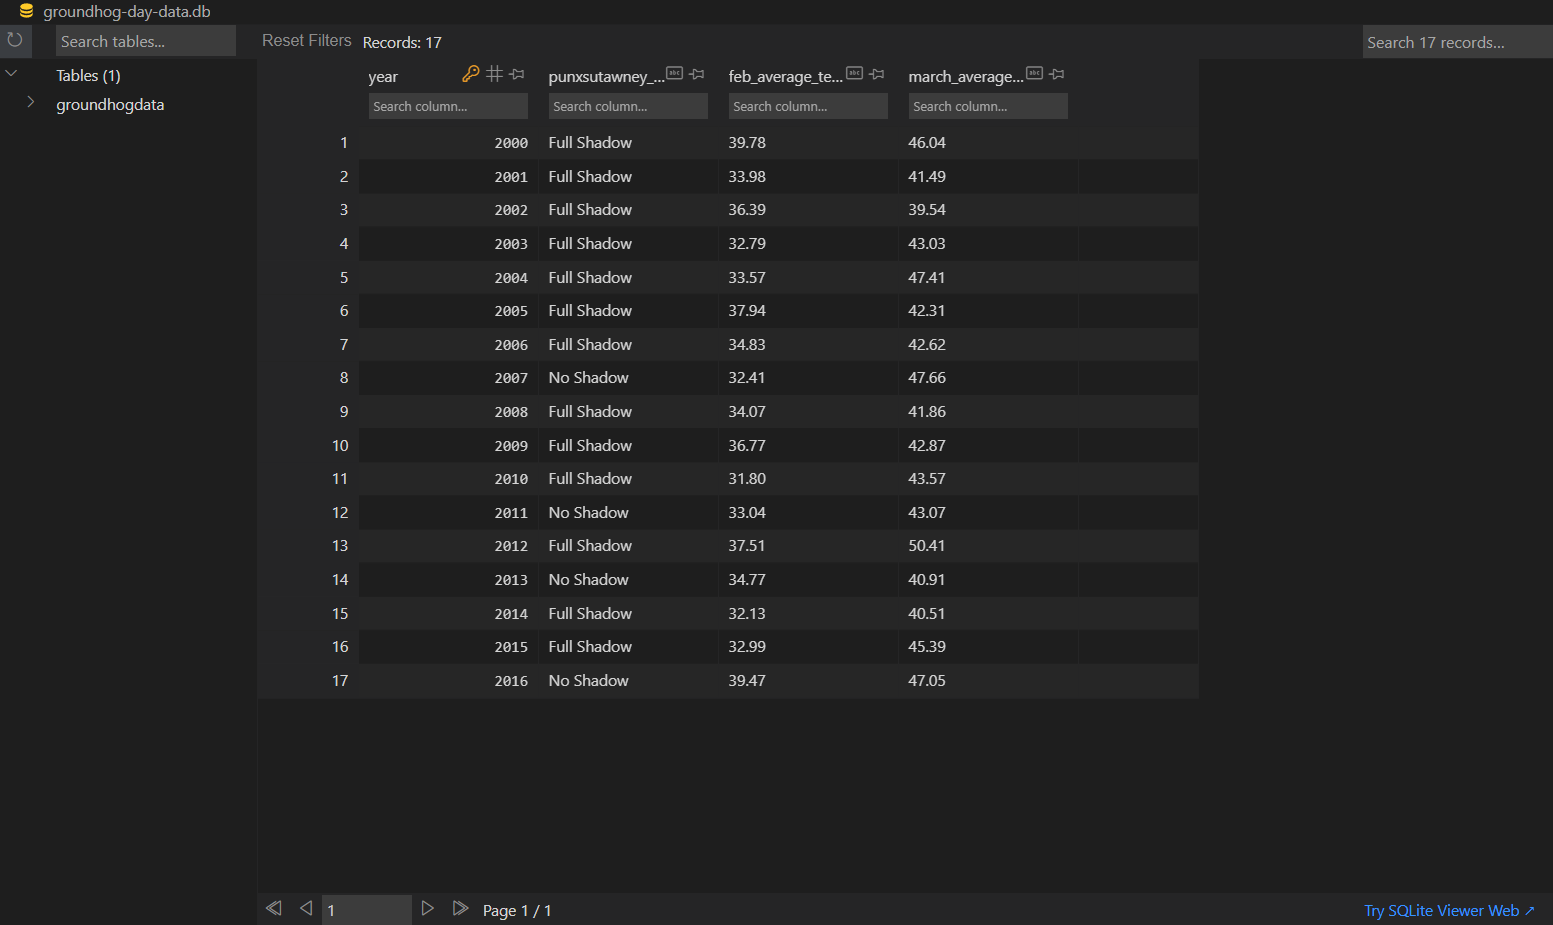 groundhog-day-data.db
Search tables... Reset Filters Records: 17 Search 17 records...
Tables (1)
groundhogdata
year punxsutawney_... abc feb_average_te... abc march_average... abc
Search column... Search column... Search column... Search column...
1 2000 Full Shadow 39.78 46.04
2 2001 Full Shadow 33.98 41.49
3 2002 Full Shadow 36.39 39.54
4 2003 Full Shadow 32.79 43.03
5 2004 Full Shadow 33.57 47.41
6 2005 Full Shadow 37.94 42.31
7 2006 Full Shadow 34.83 42.62
8 2007 No Shadow 32.41 47.66
9 2008 Full Shadow 34.07 41.86
10 2009 Full Shadow 36.77 42.87
11 2010 Full Shadow 31.80 43.57
12 2011 No Shadow 33.04 43.07
13 2012 Full Shadow 37.51 50.41
14 2013 No Shadow 34.77 40.91
15 2014 Full Shadow 32.13 40.51
16 2015 Full Shadow 32.99 45.39
17 2016 No Shadow 39.47 47.05
1 Page 1 / 1 Try SQLite Viewer Web ↗